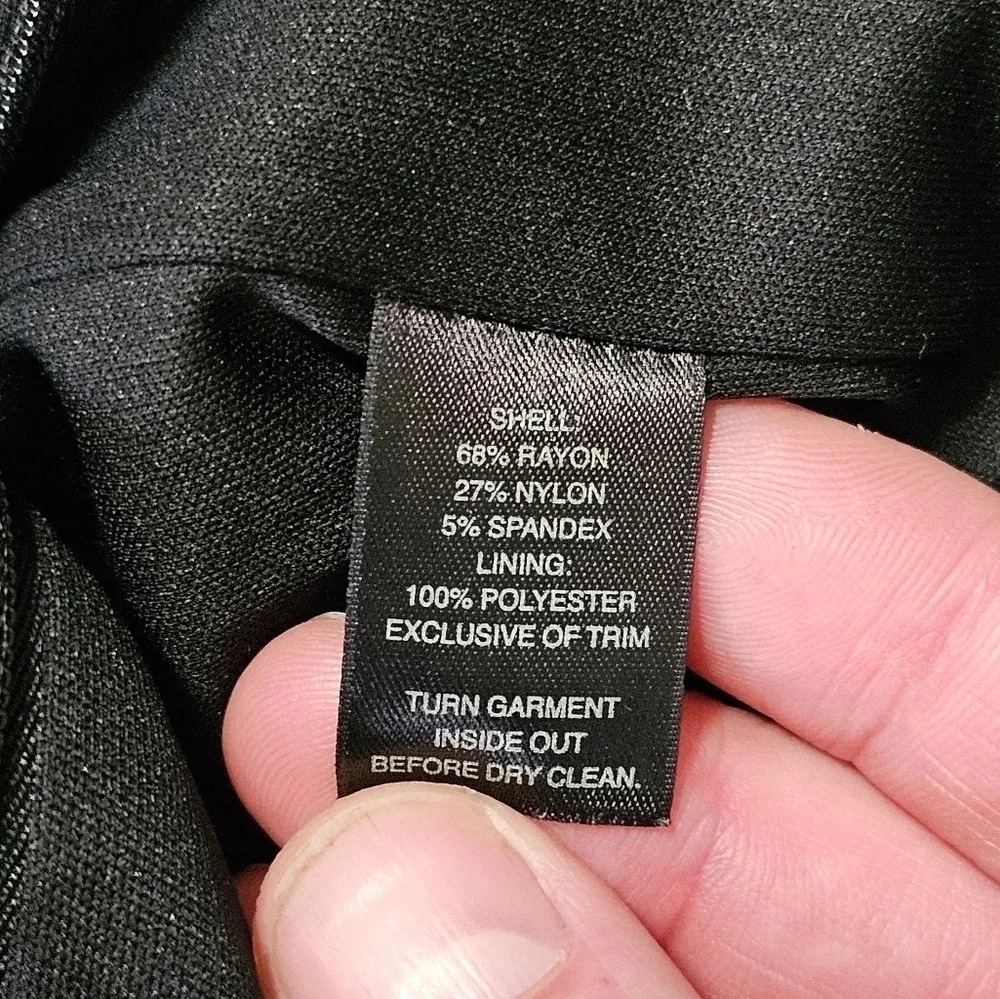 SHELL:
68% RAYON
27% NYLON
5% SPANDEX
LINING:
100% POLYESTER
EXCLUSIVE OF TRIM
TURN GARMENT
INSIDE OUT
BEFORE DRY CLEAN.